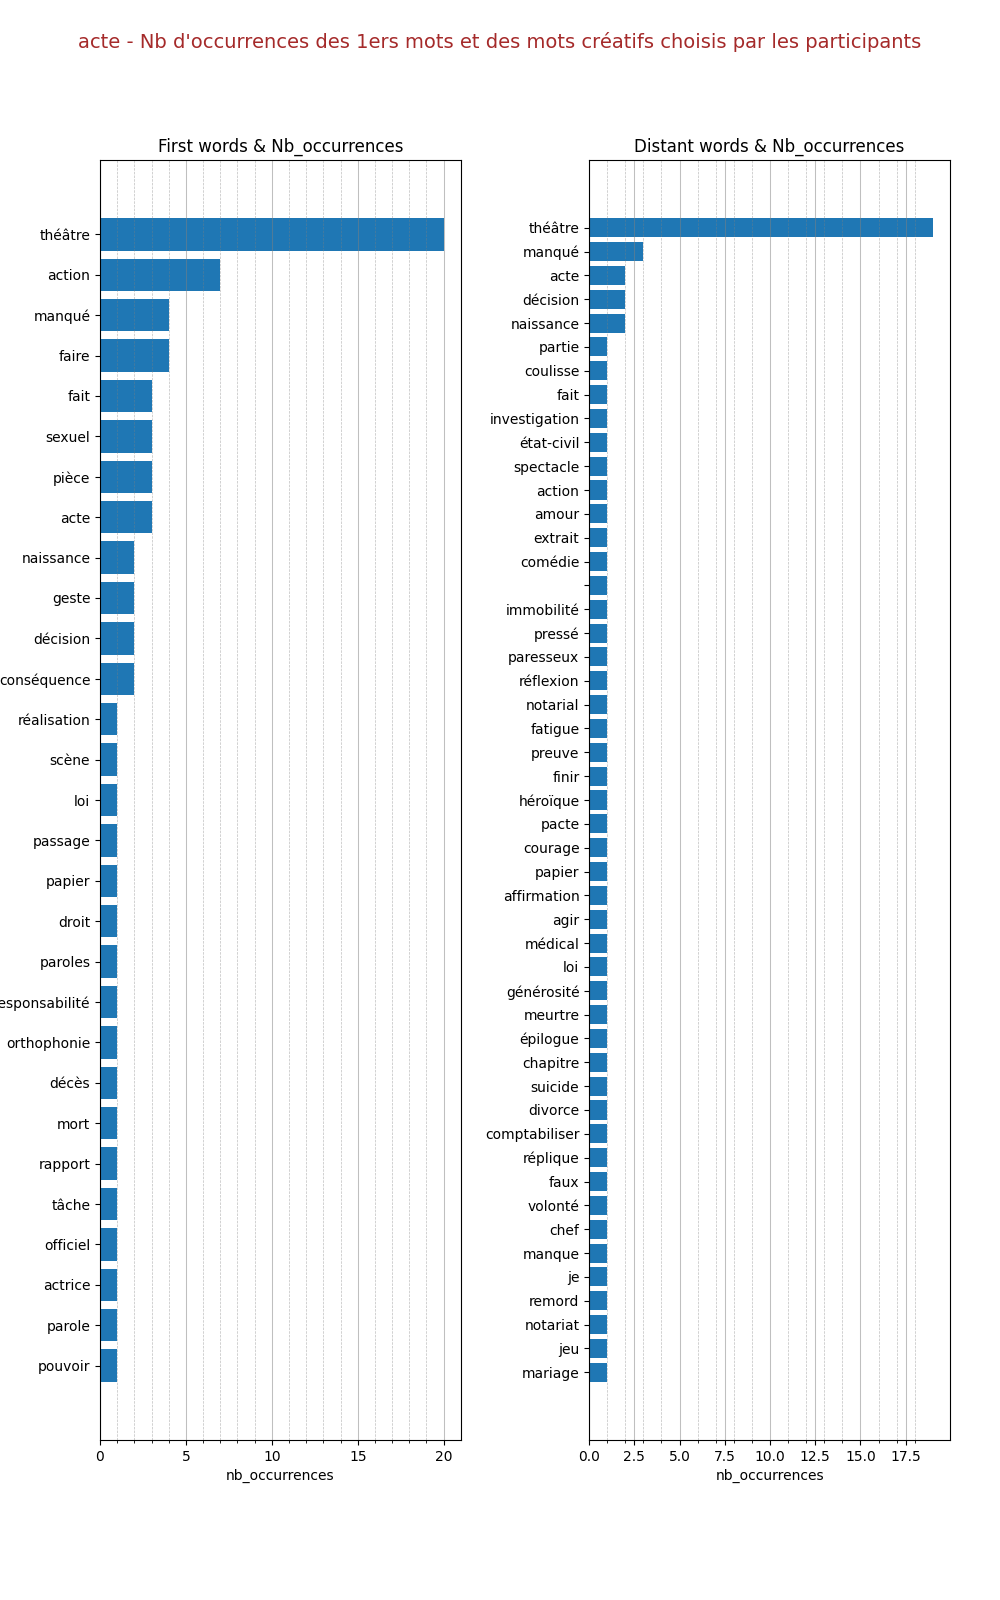 acte - Nb d'occurrences des 1ers mots et des mots créatifs choisis par les participants
First words & Nb_occurrences
théâtre
action
manqué
faire
fait
sexuel
pièce
acte
naissance
geste
décision
conséquence
réalisation
scène
loi
passage
papier
droit
paroles
esponsabilité
orthophonie
décès
mort
rapport
tâche
officiel
actrice
parole
pouvoir
0 5 10 15 20
nb_occurrences
Distant words & Nb_occurrences
théâtre
manqué
acte
décision
naissance
partie
coulisse
fait
investigation
état-civil
spectacle
action
amour
extrait
comédie
immobilité
pressé
paresseux
réflexion
notarial
fatigue
preuve
finir
héroïque
pacte
courage
papier
affirmation
agir
médical
loi
générosité
meurtre
épilogue
chapitre
suicide
divorce
comptabiliser
réplique
faux
volonté
chef
manque
je
remord
notariat
jeu
mariage
0.0 2.5 5.0 7.5 10.0 12.5 15.0 17.5
nb_occurrences